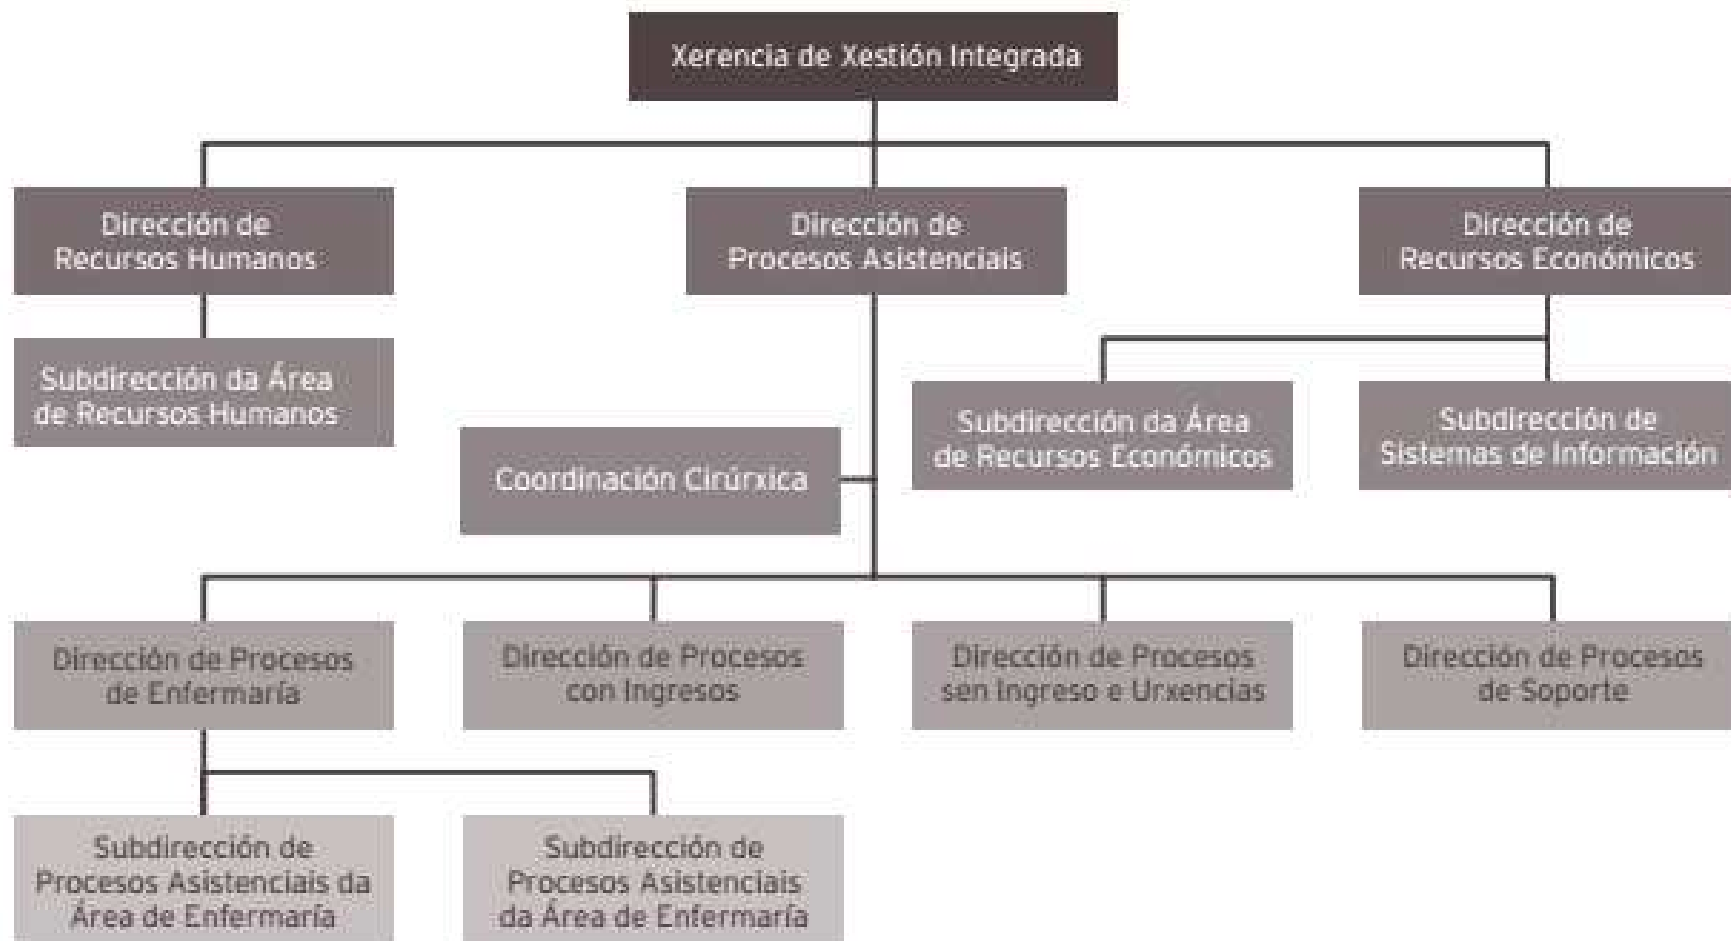 Xerencia de Xestión Integrada
Dirección de
Recursos Humanos
Dirección de
Procesos Asistenciais
Dirección de
Recursos Económicos
Subdirección da Área
de Recursos Humanos
Subdirección da Área
de Recursos Económicos
Subdirección de
Sistemas de Información
Coordinación Cirúrxica
Dirección de Procesos
de Enfermaría
Dirección de Procesos
con Ingresos
Dirección de Procesos
sen Ingreso e Urxencias
Dirección de Procesos
de Soporte
Subdirección de
Procesos Asistenciais da
Área de Enfermaría
Subdirección de
Procesos Asistenciais
da Área de Enfermaría